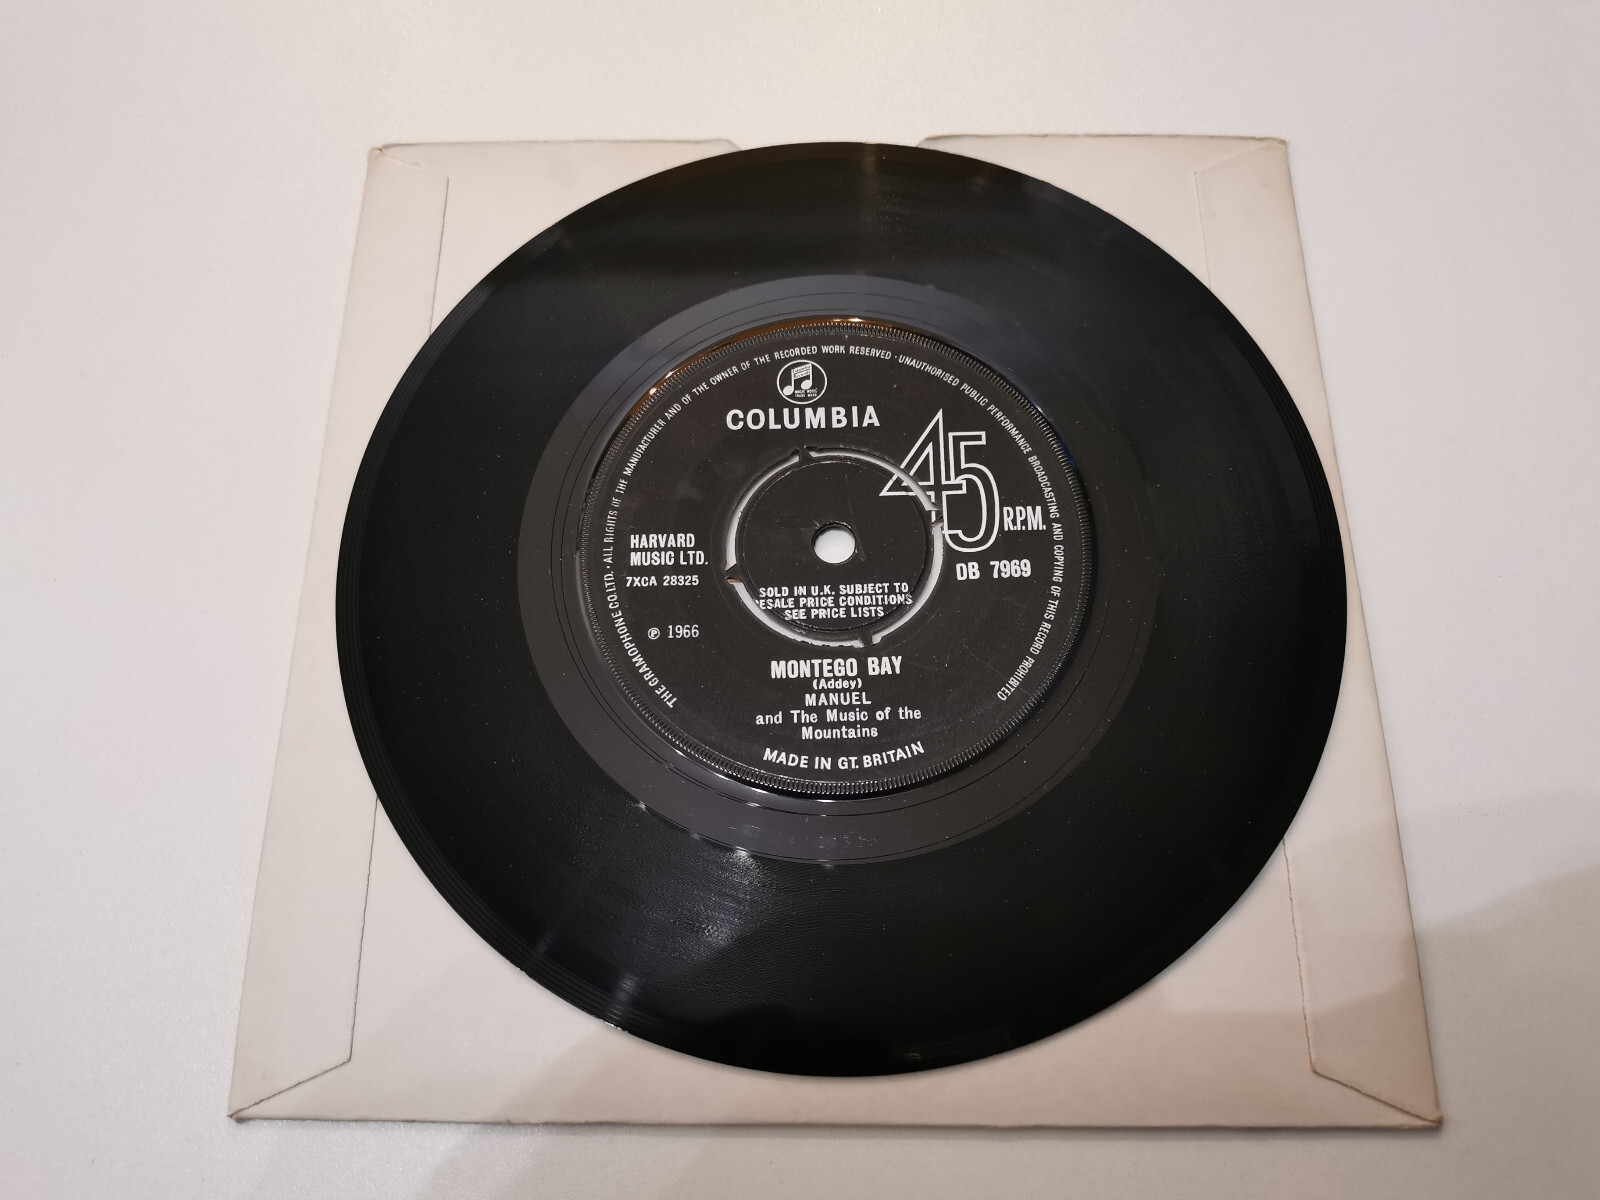 THE GRAMOPHONE CO. LTD. · ALL RIGHTS OF THE MANUFACTURER AND OF THE OWNER OF THE RECORDED WORK RESERVED · UNAUTHORISED PUBLIC PERFORMANCE BROADCASTING AND COPYING OF THIS RECORD PROHIBITED
COLUMBIA
45
R.P.M.
HARVARD
MUSIC LTD.
7XCA 28325
DB 7969
℗ 1966
SOLD IN U.K. SUBJECT TO
ESALE PRICE CONDITIONS
SEE PRICE LISTS
MONTEGO BAY
(Addey)
MANUEL
and The Music of the
Mountains
MADE IN GT. BRITAIN